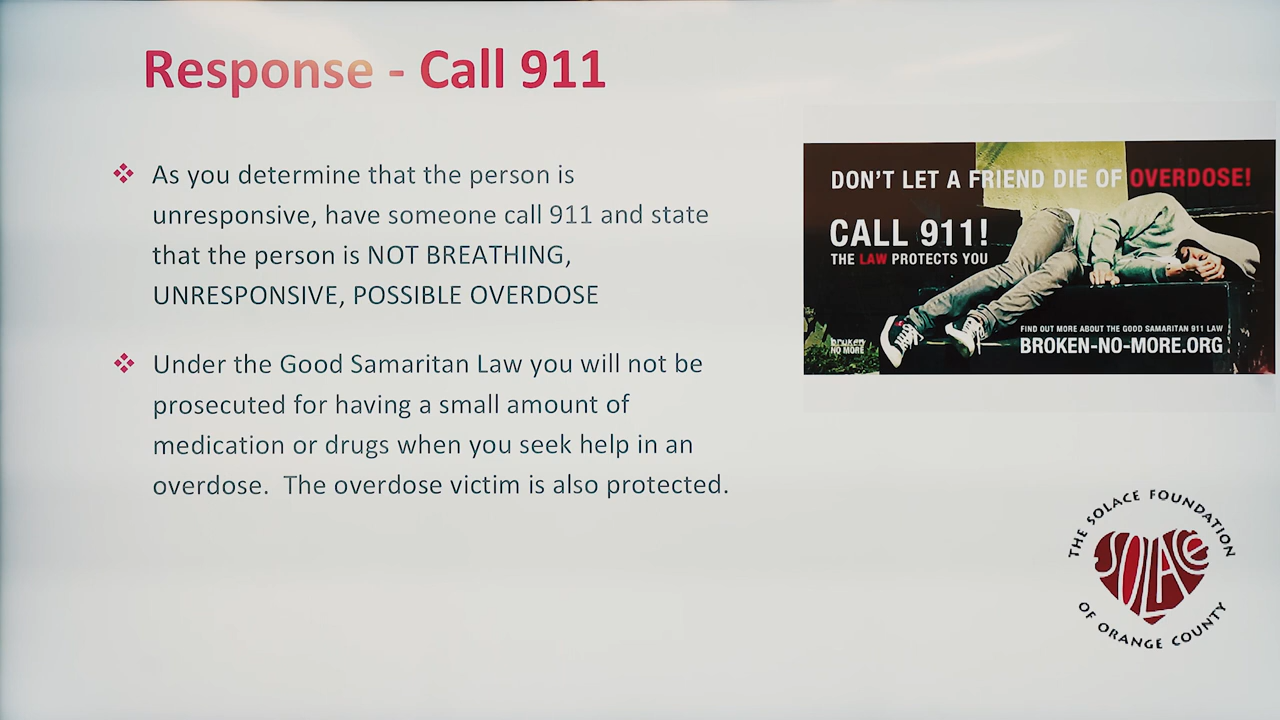 Response - Call 911
❖ As you determine that the person is
unresponsive, have someone call 911 and state
that the person is NOT BREATHING,
UNRESPONSIVE, POSSIBLE OVERDOSE
❖ Under the Good Samaritan Law you will not be
prosecuted for having a small amount of
medication or drugs when you seek help in an
overdose.  The overdose victim is also protected.
DON'T LET A FRIEND DIE OF OVERDOSE!
CALL 911!
THE LAW PROTECTS YOU
FIND OUT MORE ABOUT THE GOOD SAMARITAN 911 LAW
BROKEN-NO-MORE.ORG
broken
NO MORE
THE SOLACE FOUNDATION
SOLACE
OF ORANGE COUNTY